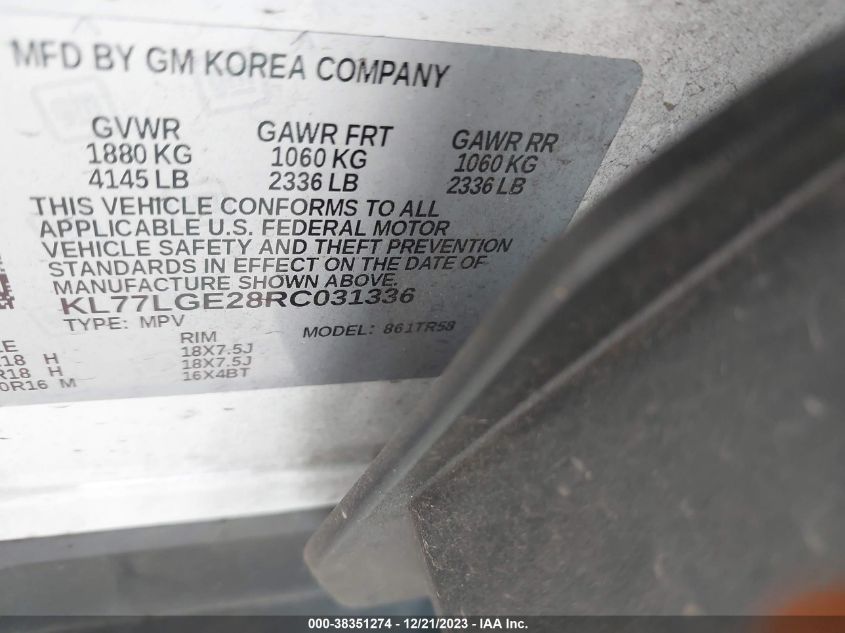 MFD BY GM KOREA COMPANY
GVWR GAWR FRT GAWR RR
1880 KG 1060 KG 1060 KG
4145 LB 2336 LB 2336 LB
THIS VEHICLE CONFORMS TO ALL
APPLICABLE U.S. FEDERAL MOTOR
VEHICLE SAFETY AND THEFT PREVENTION
STANDARDS IN EFFECT ON THE DATE OF
MANUFACTURE SHOWN ABOVE.
KL77LGE28RC031336
TYPE: MPV MODEL: 861TR58
RIM
18 H 18X7.5J
R18 H 18X7.5J
0R16 M 16X4BT
000-38351274 - 12/21/2023 - IAA Inc.